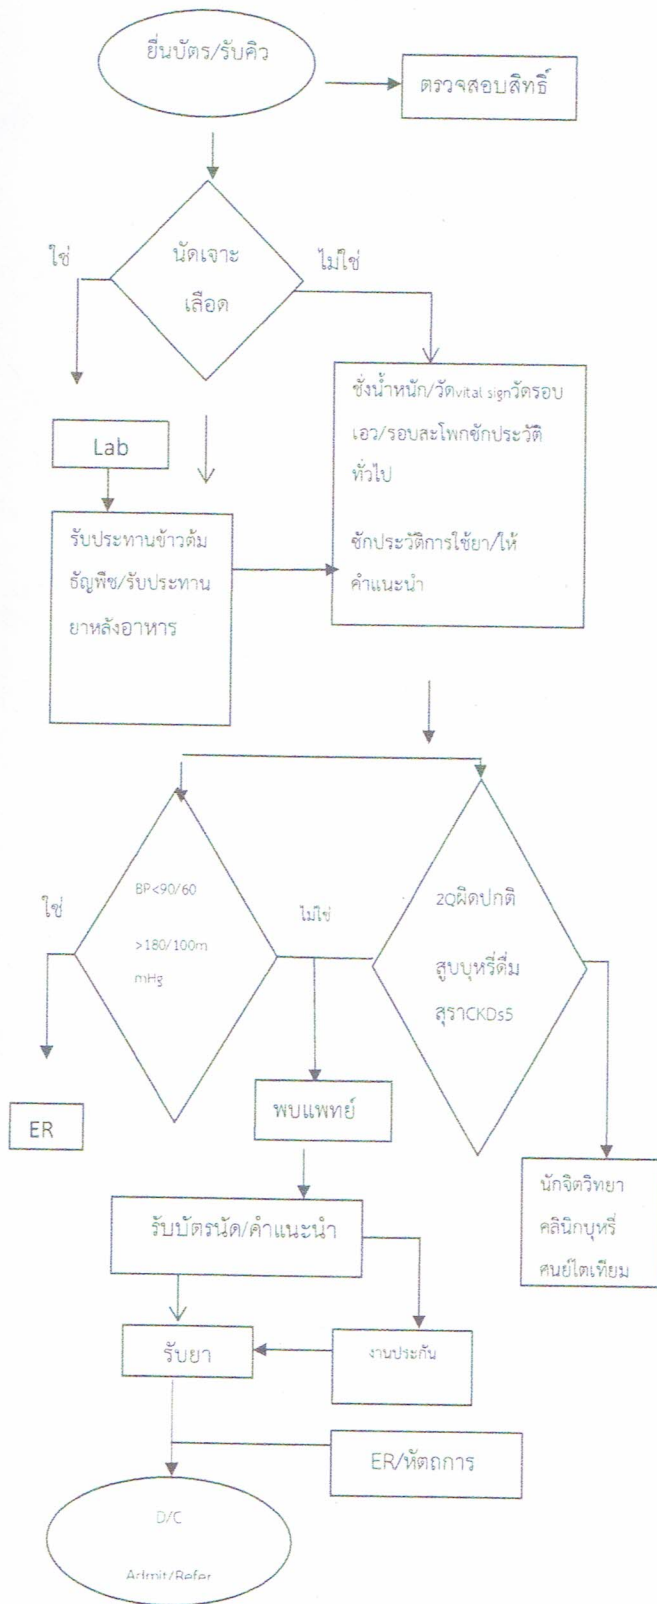 ยื่นบัตร/รับคิว
ตรวจสอบสิทธิ์
นัดเจาะ
เลือด
ใช่
ไม่ใช่
Lab
ชั่งน้ำหนัก/วัดvital signวัดรอบ
เอว/รอบสะโพกซักประวัติ
ทั่วไป
ซักประวัติการใช้ยา/ให้
คำแนะนำ
รับประทานข้าวต้ม
ธัญพืช/รับประทาน
ยาหลังอาหาร
BP<90/60
>180/100m
mHg
ใช่
ไม่ใช่
2Qผิดปกติ
สูบบุหรี่ดื่ม
สุราCKDs5
ER
พบแพทย์
นักจิตวิทยา
คลินิกบุหรี่
ศูนย์ไตเทียม
รับบัตรนัด/คำแนะนำ
รับยา
งานประกัน
ER/หัตถการ
D/C
Admit/Refer